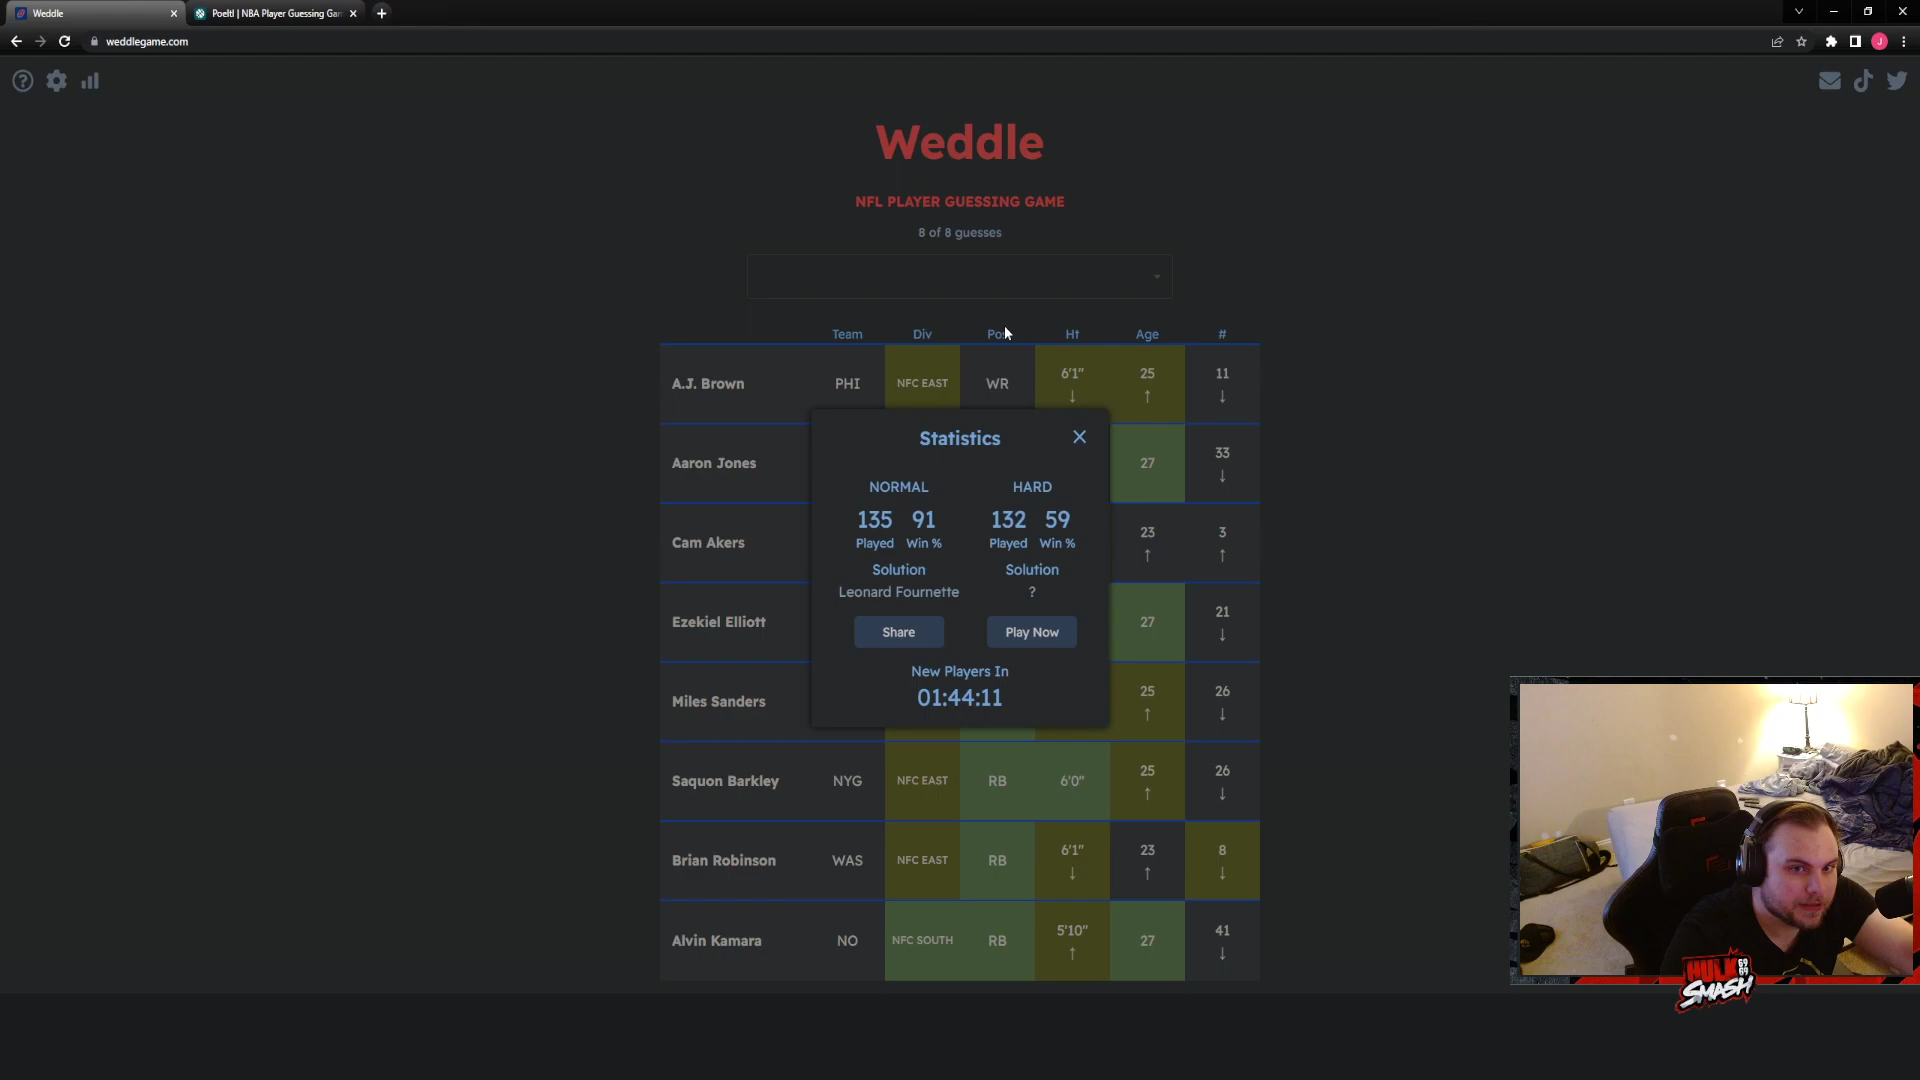 Weddle
Poeltl | NBA Player Guessing Gam
weddlegame.com
J
Weddle
NFL PLAYER GUESSING GAME
8 of 8 guesses
Team Div Pos Ht Age #
A.J. Brown PHI NFC EAST WR 6'1" ↓ 25 ↑ 11 ↓
Aaron Jones 27 33 ↓
Cam Akers 23 ↑ 3 ↑
Ezekiel Elliott 27 21 ↓
Miles Sanders 25 ↑ 26 ↓
Saquon Barkley NYG NFC EAST RB 6'0" 25 ↑ 26 ↓
Brian Robinson WAS NFC EAST RB 6'1" ↓ 23 ↑ 8 ↓
Alvin Kamara NO NFC SOUTH RB 5'10" ↑ 27 41 ↓
Statistics
NORMAL HARD
135 91 132 59
Played Win % Played Win %
Solution Solution
Leonard Fournette ?
Share Play Now
New Players In
01:44:11
HULK
69
69
SMASH